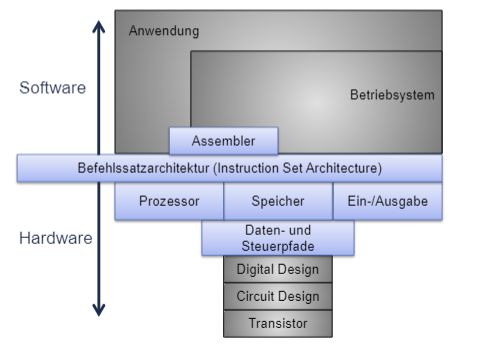 Anwendung
Software
Betriebsystem
Assembler
Befehlssatzarchitektur (Instruction Set Architecture)
Prozessor
Speicher
Ein-/Ausgabe
Hardware
Daten- und
Steuerpfade
Digital Design
Circuit Design
Transistor